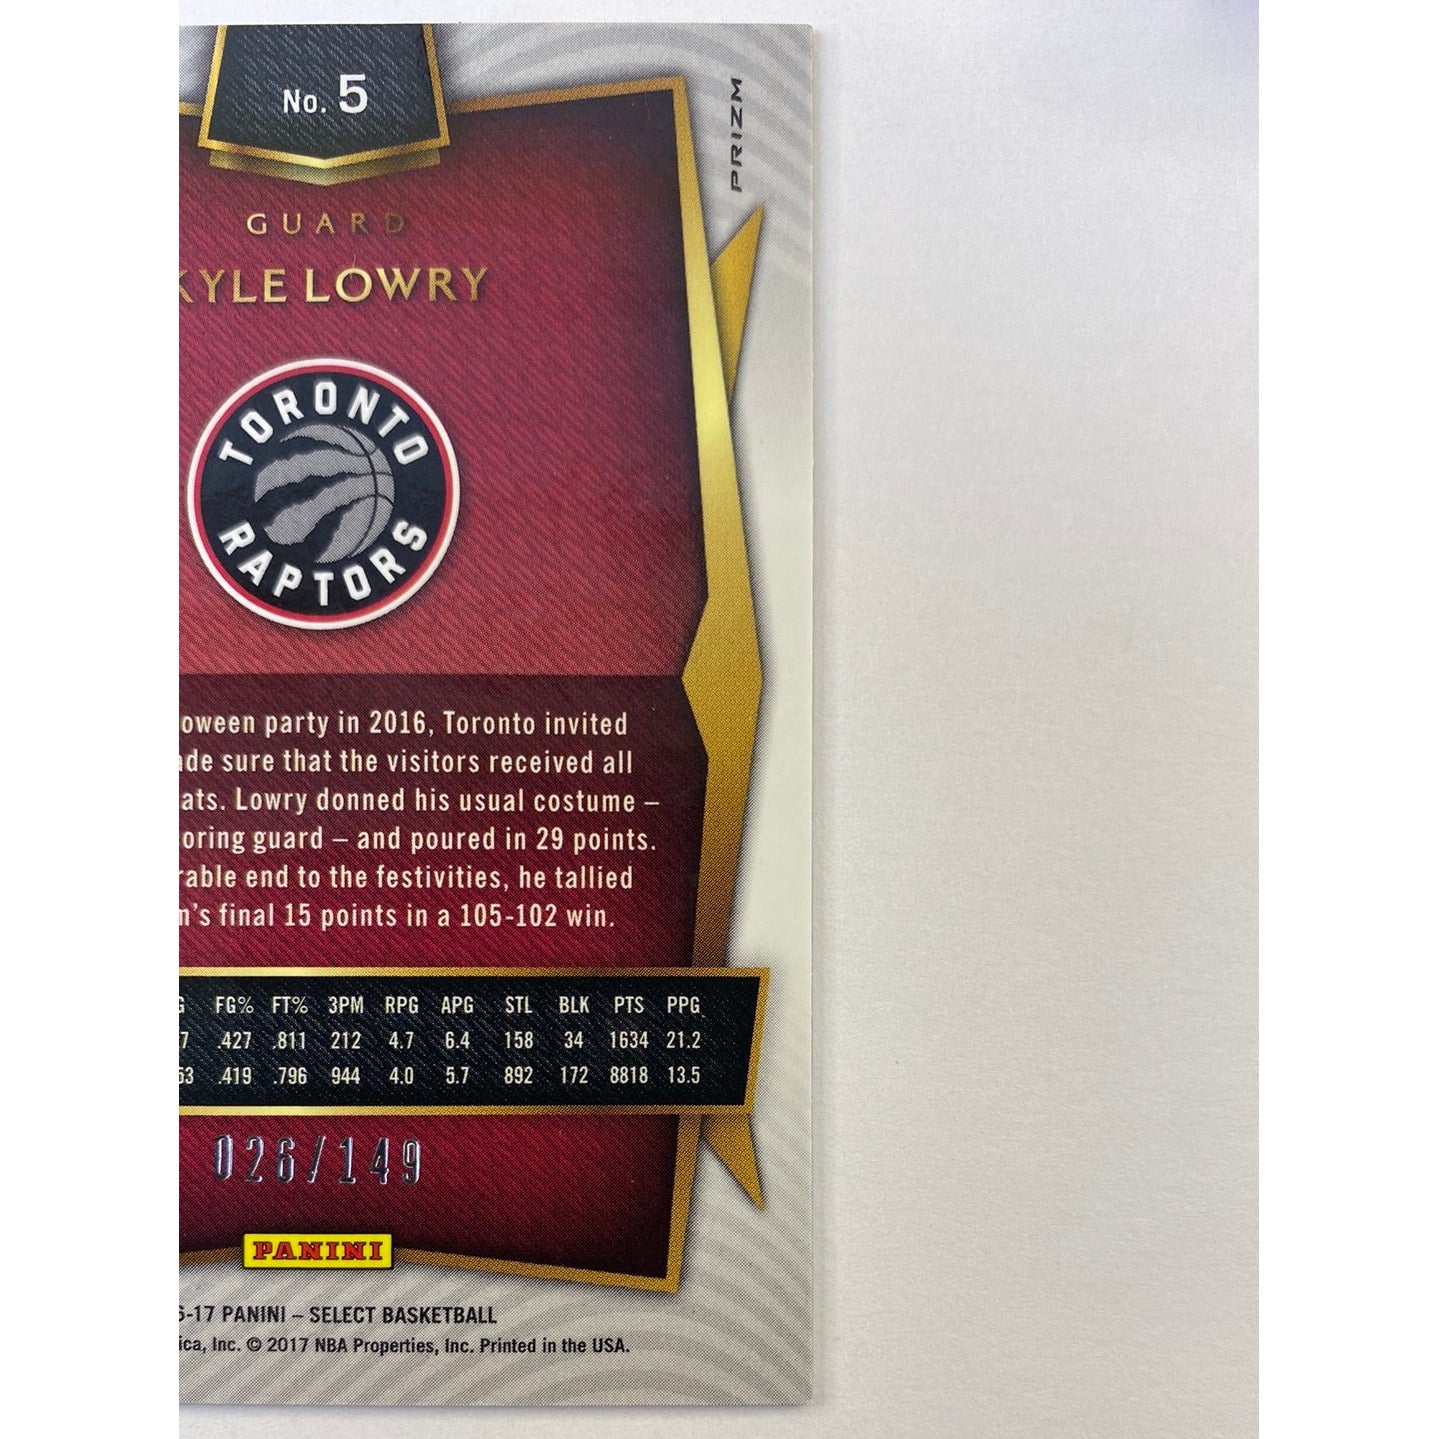 No. 5
PRIZM
GUARD
KYLE LOWRY
TORONTO
RAPTORS
oween party in 2016, Toronto invited
de sure that the visitors received all
ats. Lowry donned his usual costume –
oring guard – and poured in 29 points.
rable end to the festivities, he tallied
n's final 15 points in a 105-102 win.
G FG% FT% 3PM RPG APG STL BLK PTS PPG
7 .427 .811 212 4.7 6.4 158 34 1634 21.2
53 .419 .796 944 4.0 5.7 892 172 8818 13.5
026/149
PANINI
6-17 PANINI – SELECT BASKETBALL
ica, Inc. © 2017 NBA Properties, Inc. Printed in the USA.